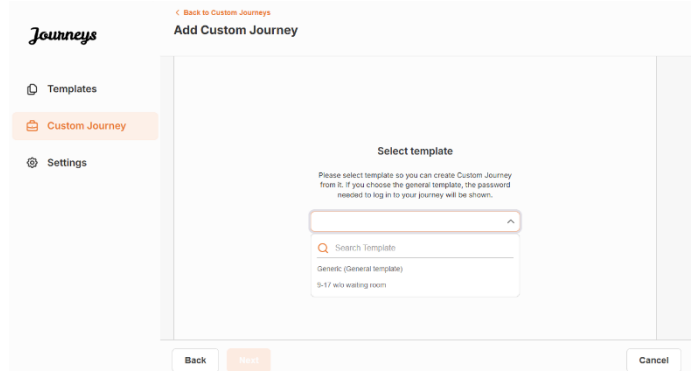 Back to Custom Journeys
Journeys
Add Custom Journey
Templates
Custom Journey
Settings
Select template
Please select template so you can create Custom Journey
from it. If you choose the general template, the password
needed to log in to your journey will be shown.
Search Template
Generic (General template)
9-17 w/o waiting room
Back
Next
Cancel